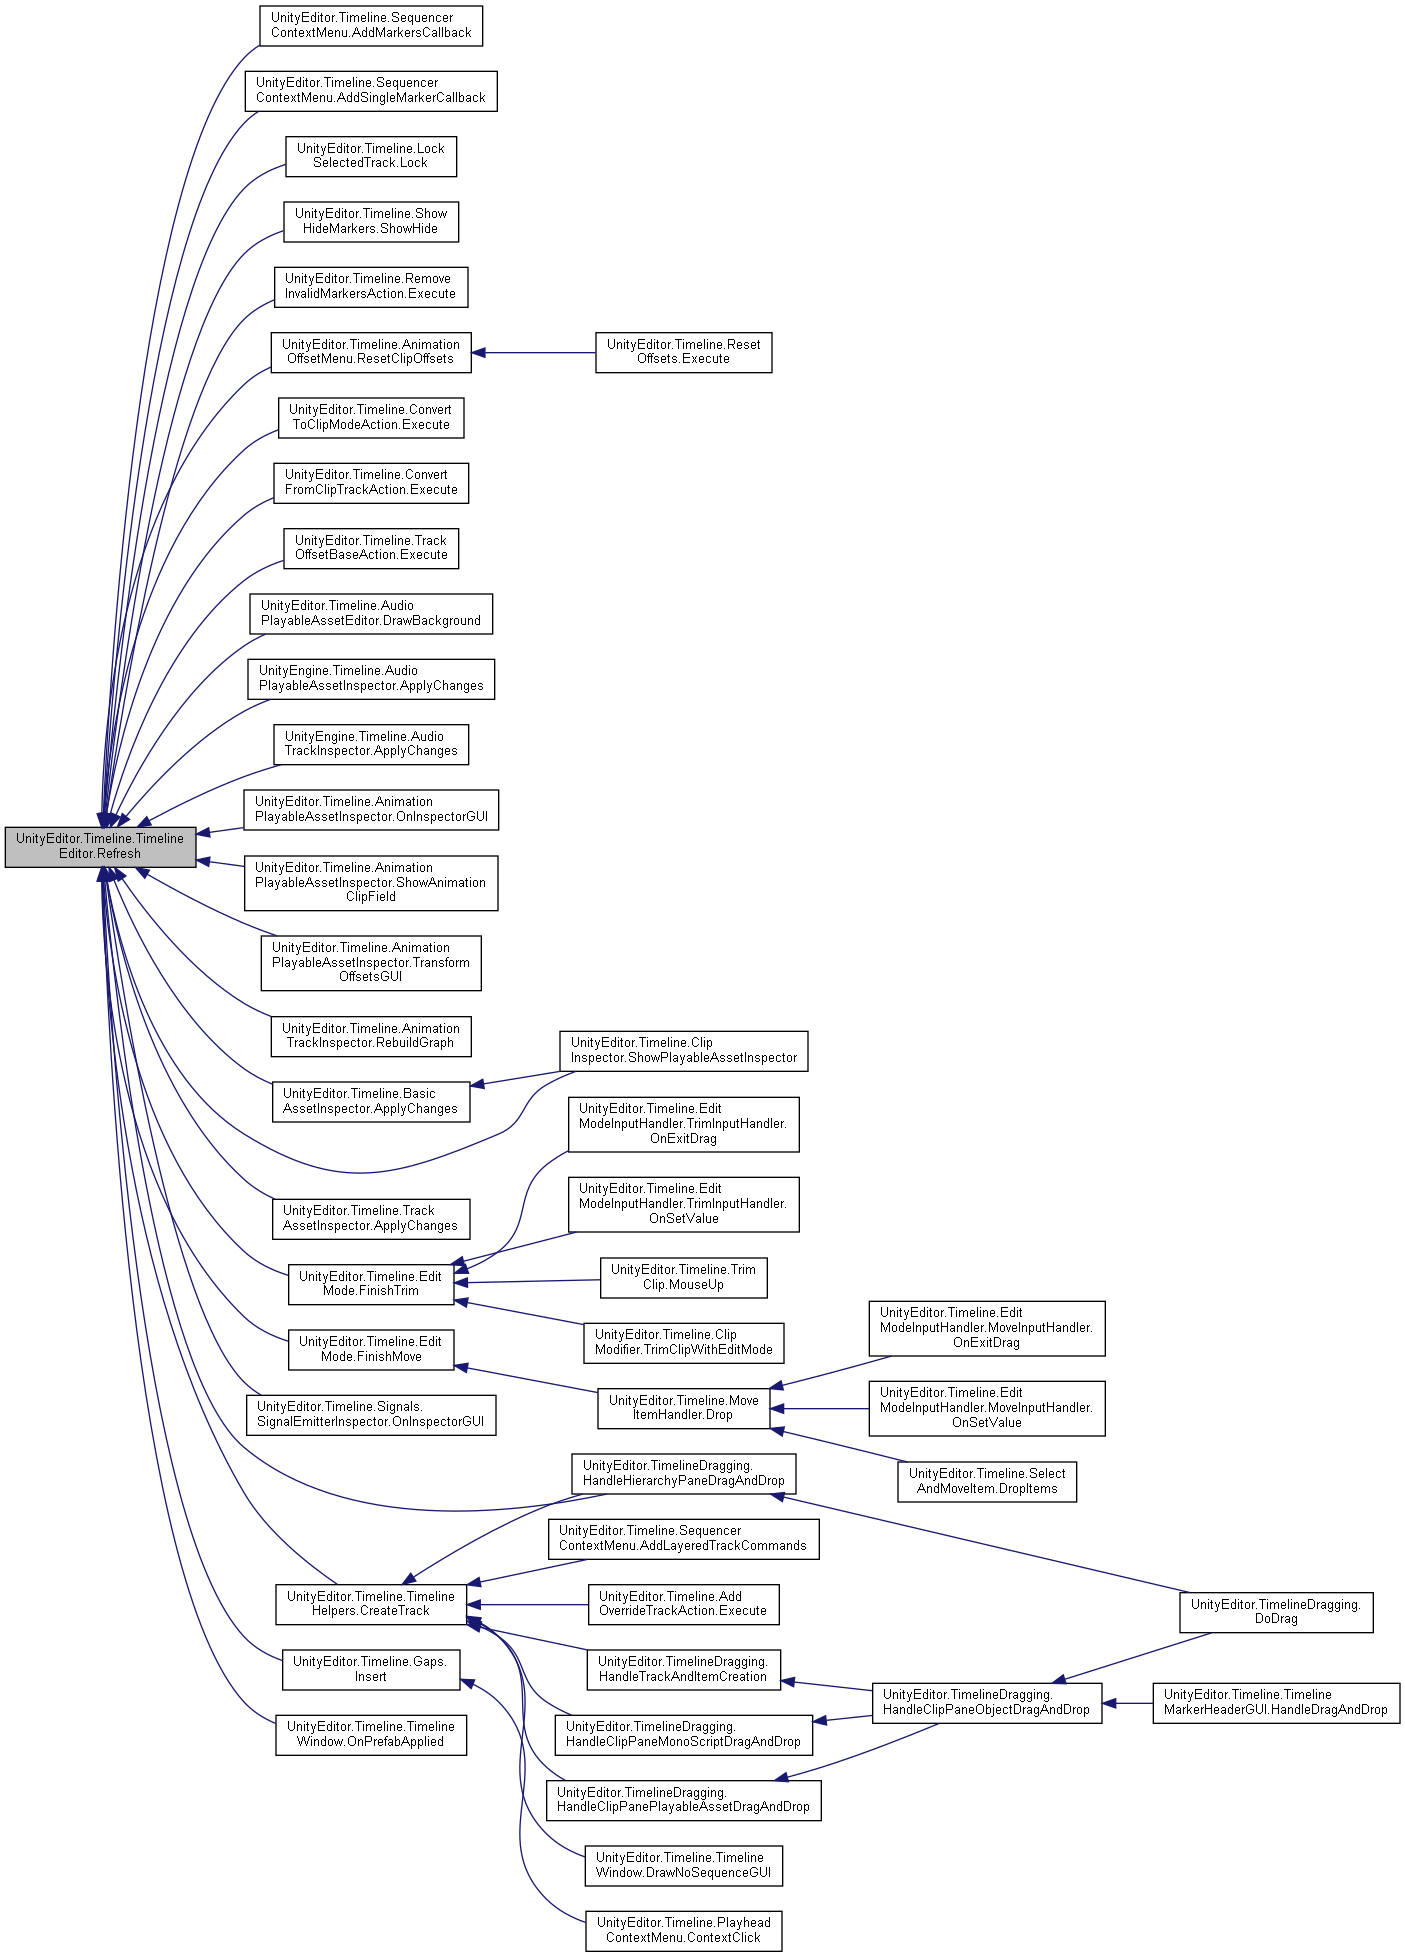 UnityEditor.Timeline.Sequencer
ContextMenu.AddMarkersCallback
UnityEditor.Timeline.Sequencer
ContextMenu.AddSingleMarkerCallback
UnityEditor.Timeline.Lock
SelectedTrack.Lock
UnityEditor.Timeline.Show
HideMarkers.ShowHide
UnityEditor.Timeline.Remove
InvalidMarkersAction.Execute
UnityEditor.Timeline.Animation
OffsetMenu.ResetClipOffsets
UnityEditor.Timeline.Reset
Offsets.Execute
UnityEditor.Timeline.Convert
ToClipModeAction.Execute
UnityEditor.Timeline.Convert
FromClipTrackAction.Execute
UnityEditor.Timeline.Track
OffsetBaseAction.Execute
UnityEditor.Timeline.Audio
PlayableAssetEditor.DrawBackground
UnityEngine.Timeline.Audio
PlayableAssetInspector.ApplyChanges
UnityEngine.Timeline.Audio
TrackInspector.ApplyChanges
UnityEditor.Timeline.Animation
PlayableAssetInspector.OnInspectorGUI
UnityEditor.Timeline.Timeline
Editor.Refresh
UnityEditor.Timeline.Animation
PlayableAssetInspector.ShowAnimation
ClipField
UnityEditor.Timeline.Animation
PlayableAssetInspector.Transform
OffsetsGUI
UnityEditor.Timeline.Animation
TrackInspector.RebuildGraph
UnityEditor.Timeline.Clip
Inspector.ShowPlayableAssetInspector
UnityEditor.Timeline.Basic
AssetInspector.ApplyChanges
UnityEditor.Timeline.Edit
ModeInputHandler.TrimInputHandler.
OnExitDrag
UnityEditor.Timeline.Edit
ModeInputHandler.TrimInputHandler.
OnSetValue
UnityEditor.Timeline.Track
AssetInspector.ApplyChanges
UnityEditor.Timeline.Edit
Mode.FinishTrim
UnityEditor.Timeline.Trim
Clip.MouseUp
UnityEditor.Timeline.Clip
Modifier.TrimClipWithEditMode
UnityEditor.Timeline.Edit
Mode.FinishMove
UnityEditor.Timeline.Edit
ModeInputHandler.MoveInputHandler.
OnExitDrag
UnityEditor.Timeline.Move
ItemHandler.Drop
UnityEditor.Timeline.Edit
ModeInputHandler.MoveInputHandler.
OnSetValue
UnityEditor.Timeline.Signals.
SignalEmitterInspector.OnInspectorGUI
UnityEditor.Timeline.Select
AndMoveItem.DropItems
UnityEditor.TimelineDragging.
HandleHierarchyPaneDragAndDrop
UnityEditor.Timeline.Sequencer
ContextMenu.AddLayeredTrackCommands
UnityEditor.Timeline.Timeline
Helpers.CreateTrack
UnityEditor.Timeline.Add
OverrideTrackAction.Execute
UnityEditor.TimelineDragging.
DoDrag
UnityEditor.Timeline.Gaps.
Insert
UnityEditor.TimelineDragging.
HandleTrackAndItemCreation
UnityEditor.TimelineDragging.
HandleClipPaneObjectDragAndDrop
UnityEditor.Timeline.Timeline
MarkerHeaderGUI.HandleDragAndDrop
UnityEditor.Timeline.Timeline
Window.OnPrefabApplied
UnityEditor.TimelineDragging.
HandleClipPaneMonoScriptDragAndDrop
UnityEditor.TimelineDragging.
HandleClipPanePlayableAssetDragAndDrop
UnityEditor.Timeline.Timeline
Window.DrawNoSequenceGUI
UnityEditor.Timeline.Playhead
ContextMenu.ContextClick